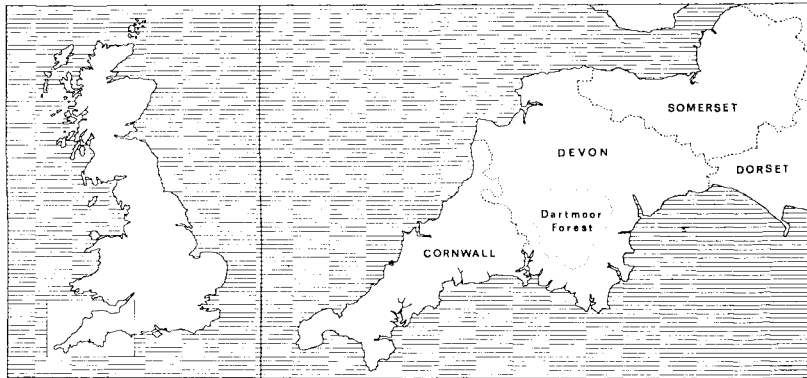 SOMERSET
DEVON
DORSET
Dartmoor
Forest
CORNWALL